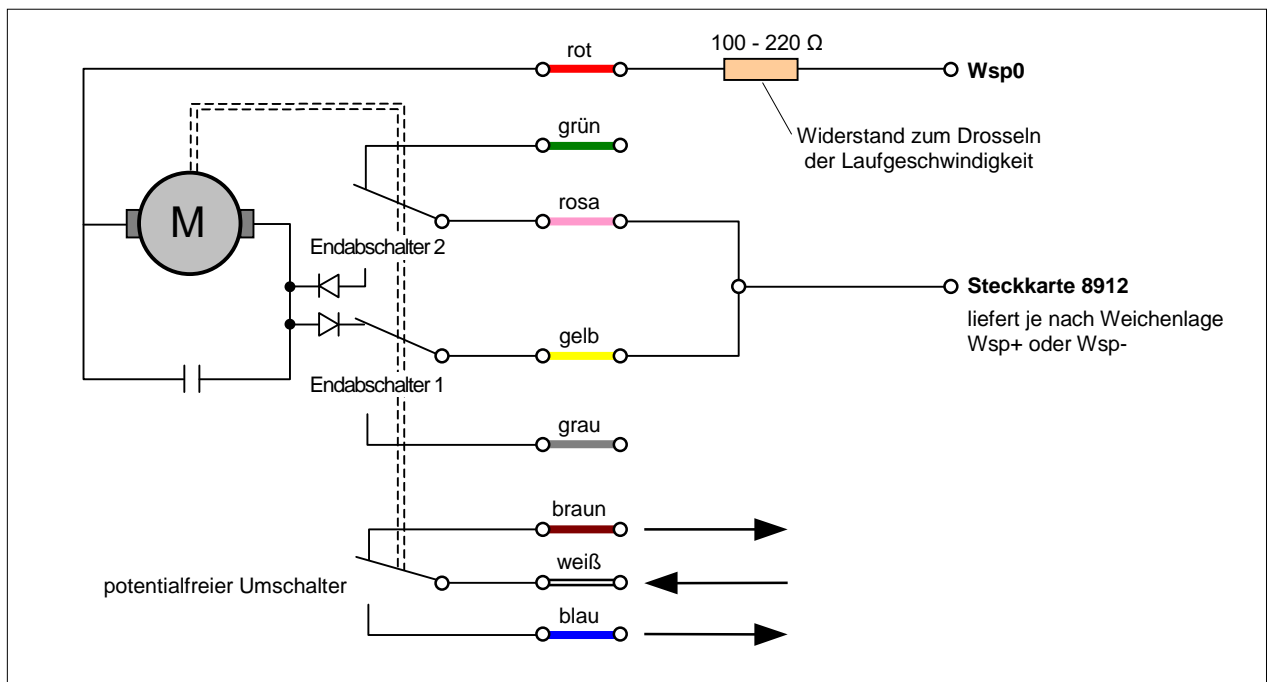 rot
100 - 220 Ω
Wsp0
Widerstand zum Drosseln
der Laufgeschwindigkeit
grün
rosa
M
Endabschalter 2
Steckkarte 8912
liefert je nach Weichenlage
Wsp+ oder Wsp-
gelb
Endabschalter 1
grau
braun
weiß
potentialfreier Umschalter
blau